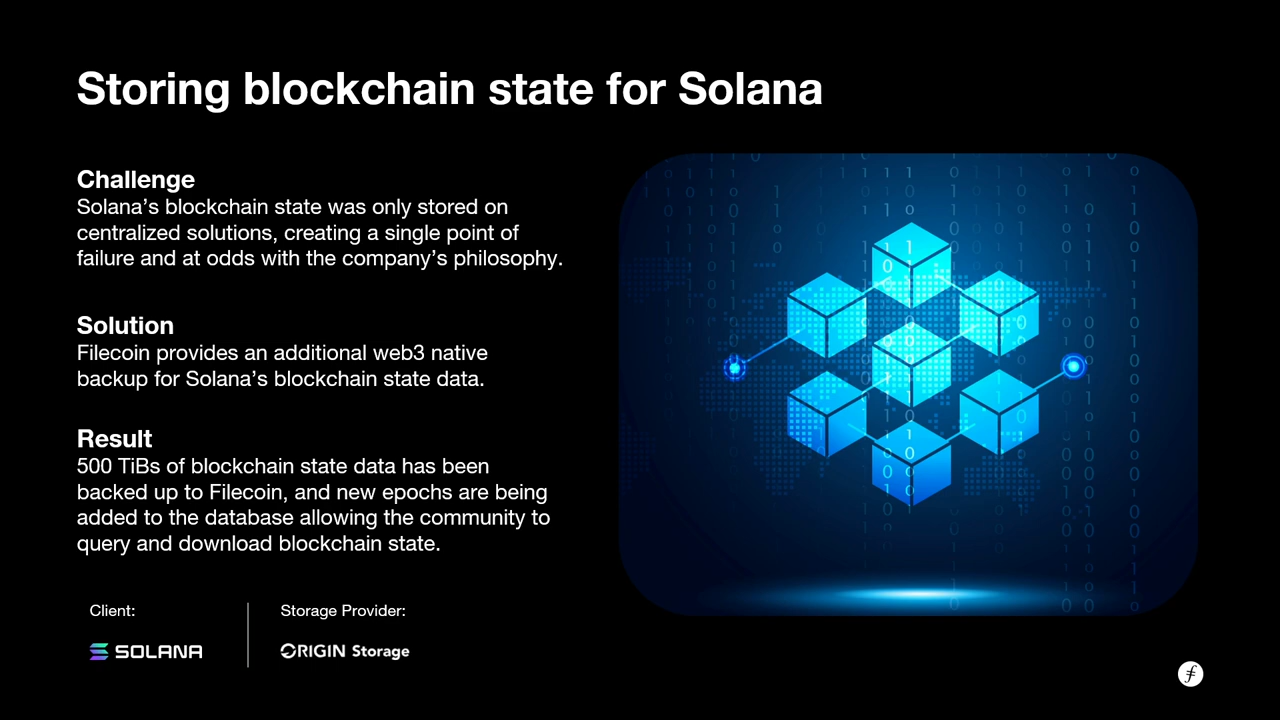 Storing blockchain state for Solana
Challenge
Solana’s blockchain state was only stored on
centralized solutions, creating a single point of
failure and at odds with the company’s philosophy.
Solution
Filecoin provides an additional web3 native
backup for Solana’s blockchain state data.
Result
500 TiBs of blockchain state data has been
backed up to Filecoin, and new epochs are being
added to the database allowing the community to
query and download blockchain state.
Client:
SOLANA
Storage Provider:
ORIGIN Storage